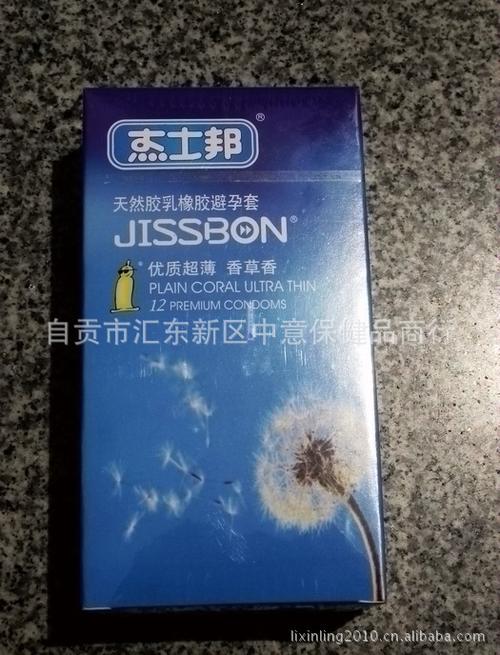 杰士邦®
天然胶乳橡胶避孕套
JISSBON®
优质超薄 香草香
PLAIN CORAL ULTRA THIN
12 PREMIUM CONDOMS
自贡市汇东新区中意保健品商行
lixinling2010.cn.alibaba.com